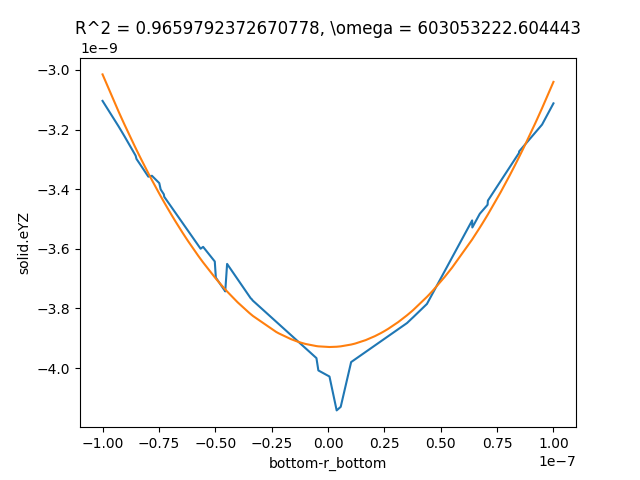 R^2 = 0.9659792372670778, \omega = 603053222.604443
1e−9
−3.0
−3.2
−3.4
−3.6
−3.8
−4.0
solid.eYZ
−1.00 −0.75 −0.50 −0.25 0.00 0.25 0.50 0.75 1.00
bottom-r_bottom
1e−7